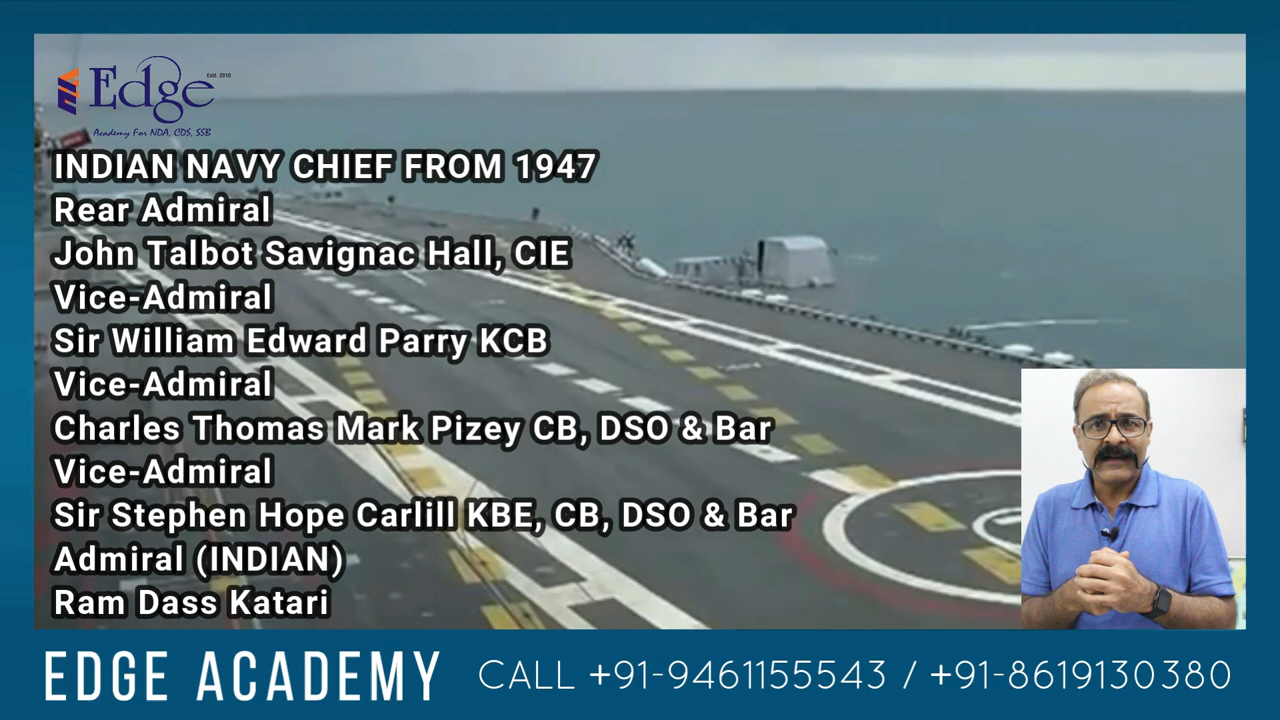 Edge
Estd. 2010
Academy For NDA, CDS, SSB
INDIAN NAVY CHIEF FROM 1947
Rear Admiral
John Talbot Savignac Hall, CIE
Vice-Admiral
Sir William Edward Parry KCB
Vice-Admiral
Charles Thomas Mark Pizey CB, DSO & Bar
Vice-Admiral
Sir Stephen Hope Carlill KBE, CB, DSO & Bar
Admiral (INDIAN)
Ram Dass Katari
EDGE ACADEMY
CALL +91-9461155543 / +91-8619130380